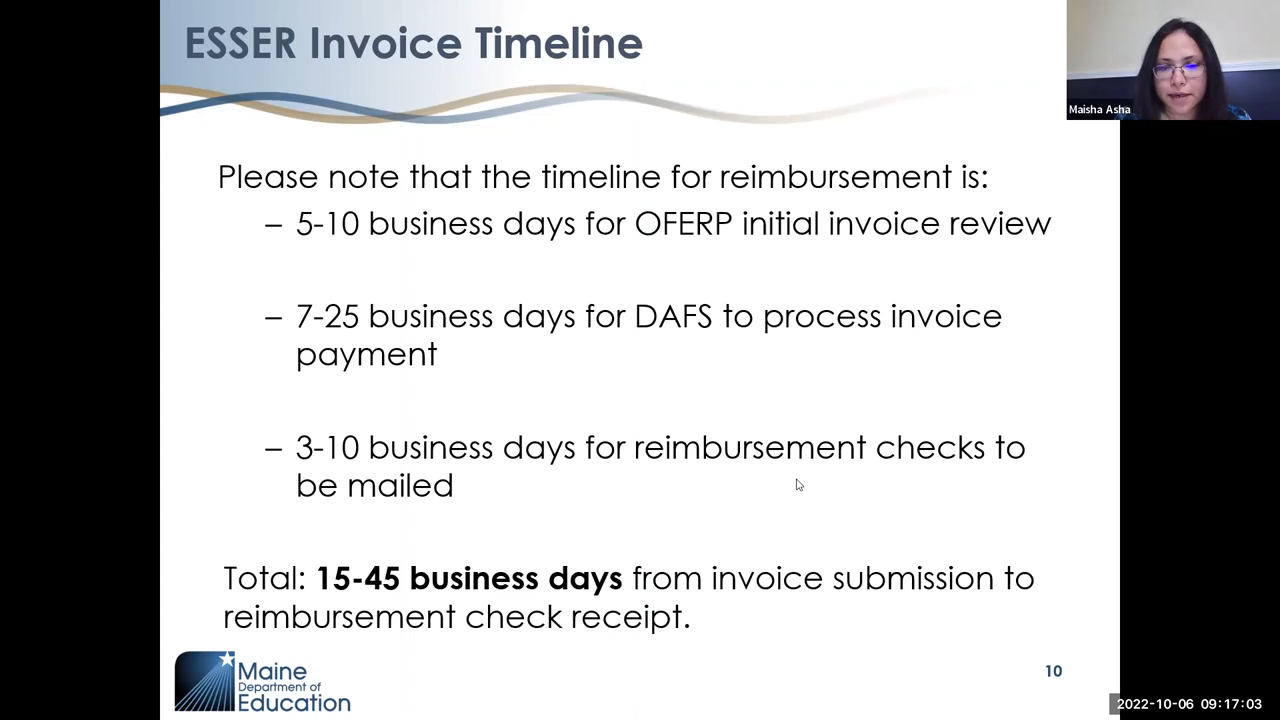 ESSER Invoice Timeline
Maisha Asha
Please note that the timeline for reimbursement is:
– 5-10 business days for OFERP initial invoice review
– 7-25 business days for DAFS to process invoice
payment
– 3-10 business days for reimbursement checks to
be mailed
Total: 15-45 business days from invoice submission to
reimbursement check receipt.
Maine
Department of
Education
10
2022-10-06 09:17:03